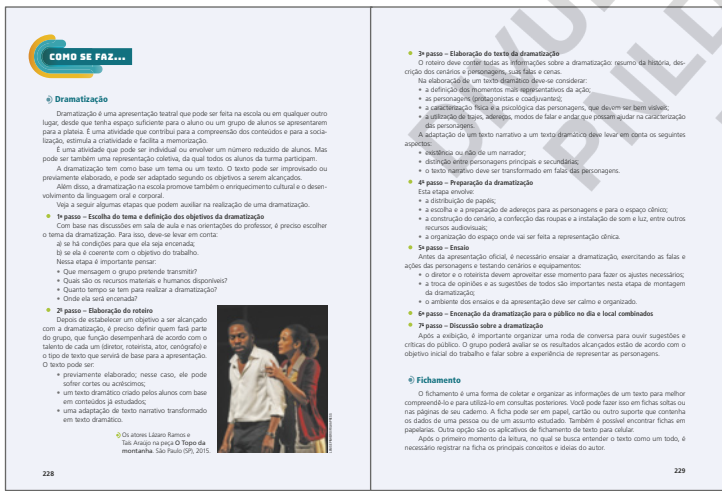 COMO SE FAZ...
Dramatização
Dramatização é uma apresentação teatral que pode ser feita na escola ou em qualquer outro
lugar, desde que tenha espaço suficiente para o aluno ou um grupo de alunos se apresentarem
para a plateia. É uma atividade que contribui para a compreensão dos conteúdos e para a socia-
lização, estimula a criatividade e facilita a memorização.
É uma atividade que pode ser individual ou envolver um número reduzido de alunos. Mas
pode ser também uma representação coletiva, da qual todos os alunos da turma participam.
A dramatização tem como base um tema ou um texto. O texto pode ser improvisado ou
previamente elaborado, e pode ser adaptado segundo os objetivos a serem alcançados.
Além disso, a dramatização na escola promove também o enriquecimento cultural e o desen-
volvimento da linguagem oral e corporal.
Veja a seguir algumas etapas que podem auxiliar na realização de uma dramatização.
• 1º passo – Escolha do tema e definição dos objetivos da dramatização
Com base nas discussões em sala de aula e nas orientações do professor, é preciso escolher
o tema da dramatização. Para isso, deve-se levar em conta:
a) se há condições para que ela seja encenada;
b) se ela é coerente com o objetivo do trabalho.
Nessa etapa é importante pensar:
• Que mensagem o grupo pretende transmitir?
• Quais são os recursos materiais e humanos disponíveis?
• Quanto tempo se tem para realizar a dramatização?
• Onde ela será encenada?
• 2º passo – Elaboração do roteiro
Depois de estabelecer um objetivo a ser alcançado
com a dramatização, é preciso definir quem fará parte
do grupo, que função desempenhará de acordo com o
talento de cada um (diretor, roteirista, ator, cenógrafo) e
o tipo de texto que servirá de base para a apresentação.
O texto pode ser:
• previamente elaborado; nesse caso, ele pode
sofrer cortes ou acréscimos;
• um texto dramático criado pelos alunos com base
em conteúdos já estudados;
• uma adaptação de texto narrativo transformado
em texto dramático.
Os atores Lázaro Ramos e
Taís Araújo na peça O Topo da
montanha. São Paulo (SP), 2015.
228
• 3º passo – Elaboração do texto da dramatização
O roteiro deve conter todas as informações sobre a dramatização: resumo da história, des-
crição dos cenários e personagens, suas falas e cenas.
Na elaboração de um texto dramático deve-se considerar:
• a definição dos momentos mais representativos da ação;
• as personagens (protagonistas e coadjuvantes);
• a caracterização física e a psicológica das personagens, que devem ser bem visíveis;
• a utilização de trajes, adereços, modos de falar e andar que possam ajudar na caracterização
das personagens.
A adaptação de um texto narrativo a um texto dramático deve levar em conta os seguintes
aspectos:
• existência ou não de um narrador;
• distinção entre personagens principais e secundárias;
• o texto narrativo deve ser transformado em falas das personagens.
• 4º passo – Preparação da dramatização
Esta etapa envolve:
• a distribuição de papéis;
• a escolha e a preparação de adereços para as personagens e para o espaço cênico;
• a construção do cenário, a confecção das roupas e a instalação de som e luz, entre outros
recursos audiovisuais;
• a organização do espaço onde vai ser feita a representação cênica.
• 5º passo – Ensaio
Antes da apresentação oficial, é necessário ensaiar a dramatização, exercitando as falas e
ações das personagens e testando cenários e equipamentos:
• o diretor e o roteirista devem aproveitar esse momento para fazer os ajustes necessários;
• a troca de opiniões e as sugestões de todos são importantes nesta etapa de montagem
da dramatização;
• o ambiente dos ensaios e da apresentação deve ser calmo e organizado.
• 6º passo – Encenação da dramatização para o público no dia e local combinados
• 7º passo – Discussão sobre a dramatização
Após a exibição, é importante organizar uma roda de conversa para ouvir sugestões e
críticas do público. O grupo poderá avaliar se os resultados alcançados estão de acordo com o
objetivo inicial do trabalho e falar sobre a experiência de representar as personagens.
Fichamento
O fichamento é uma forma de coletar e organizar as informações de um texto para melhor
compreendê-lo e para utilizá-lo em consultas posteriores. Você pode fazer isso em fichas soltas ou
nas páginas de seu caderno. A ficha pode ser em papel, cartão ou outro suporte que contenha
os dados de uma pessoa ou de um assunto estudado. Também é possível encontrar fichas em
papelarias. Outra opção são os aplicativos de fichamento de texto para celular.
Após o primeiro momento da leitura, no qual se busca entender o texto como um todo, é
necessário registrar na ficha os principais conceitos e ideias do autor.
229
PNLD